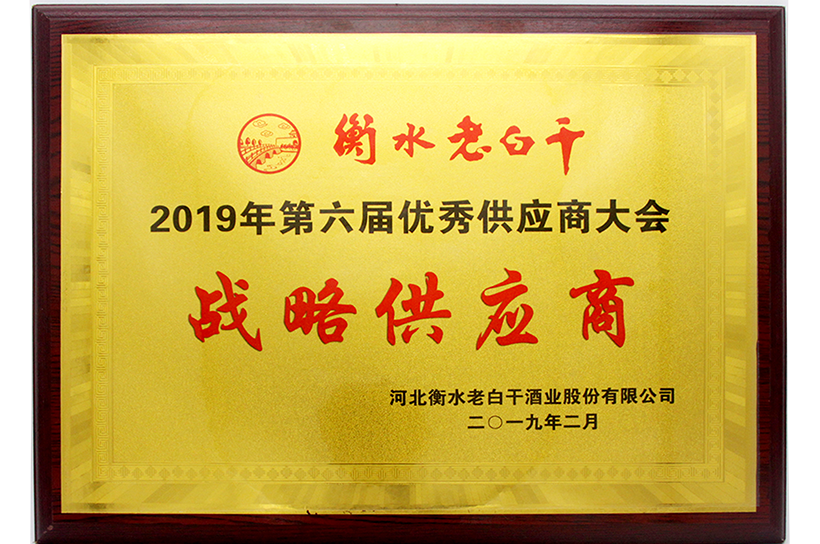 衡水老白干
2019年第六届优秀供应商大会
战略供应商
河北衡水老白干酒业股份有限公司
二〇一九年二月